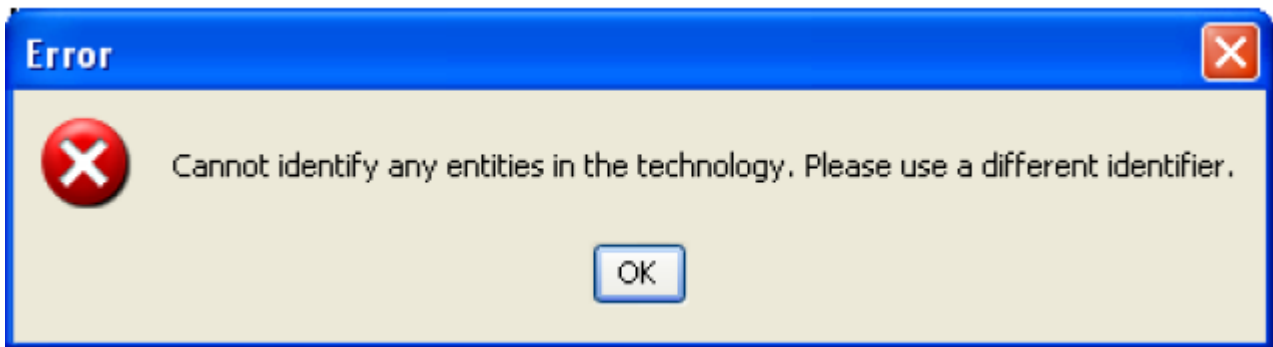 Error
Cannot identify any entities in the technology. Please use a different identifier.
OK